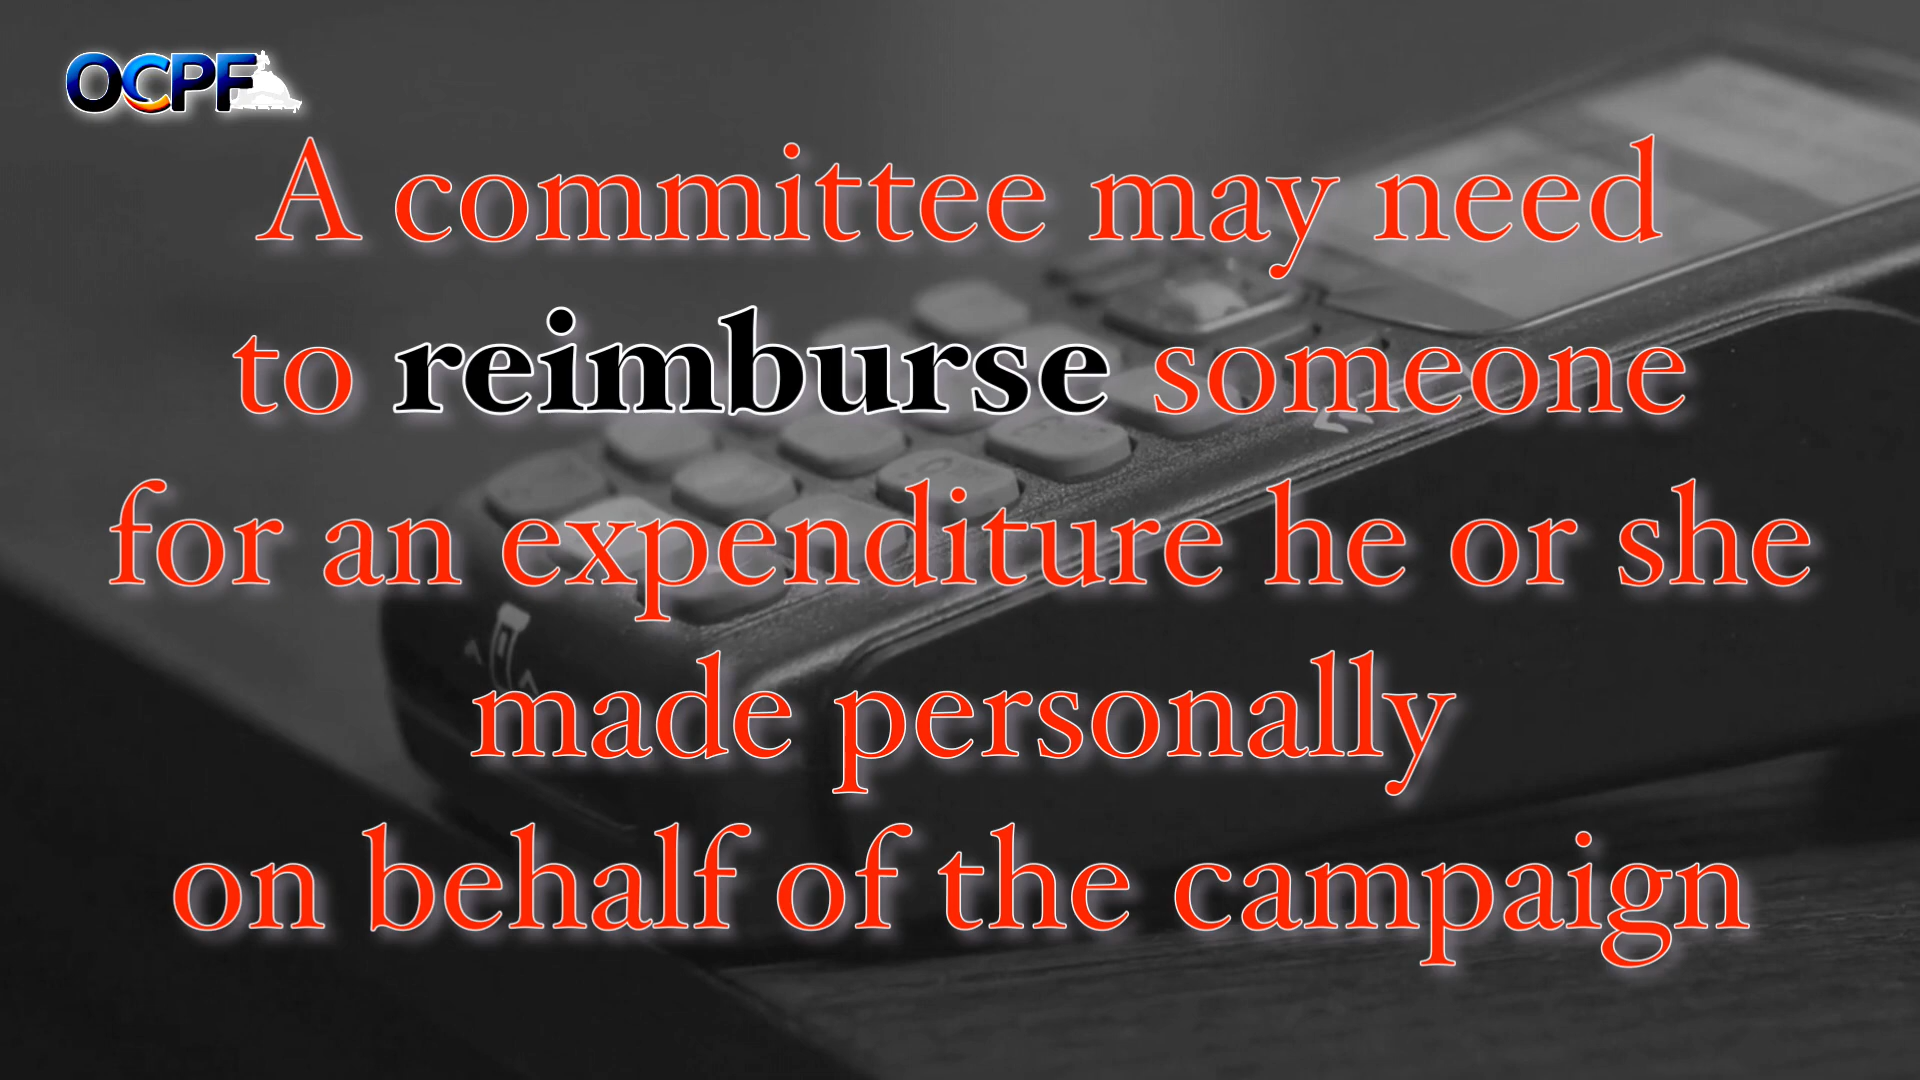 OCPF
A committee may need
to reimburse someone
for an expenditure he or she
made personally
on behalf of the campaign